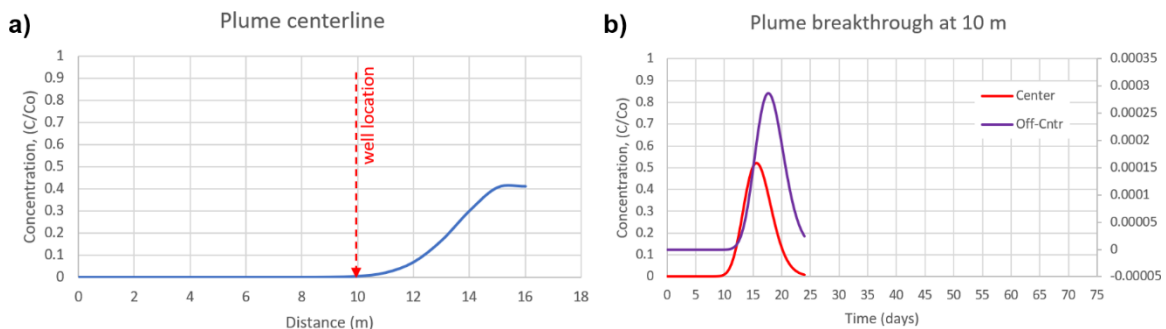 a)
Plume centerline
Concentration, (C/Co)
1
0.9
0.8
0.7
0.6
0.5
0.4
0.3
0.2
0.1
0
well location
0 2 4 6 8 10 12 14 16 18
Distance (m)
b)
Plume breakthrough at 10 m
Concentration, (C/Co)
1
0.9
0.8
0.7
0.6
0.5
0.4
0.3
0.2
0.1
0
0.00035
0.0003
0.00025
0.0002
0.00015
0.0001
0.00005
0
-0.00005
Center
Off-Cntr
0 5 10 15 20 25 30 35 40 45 50 55 60 65 70 75
Time (days)